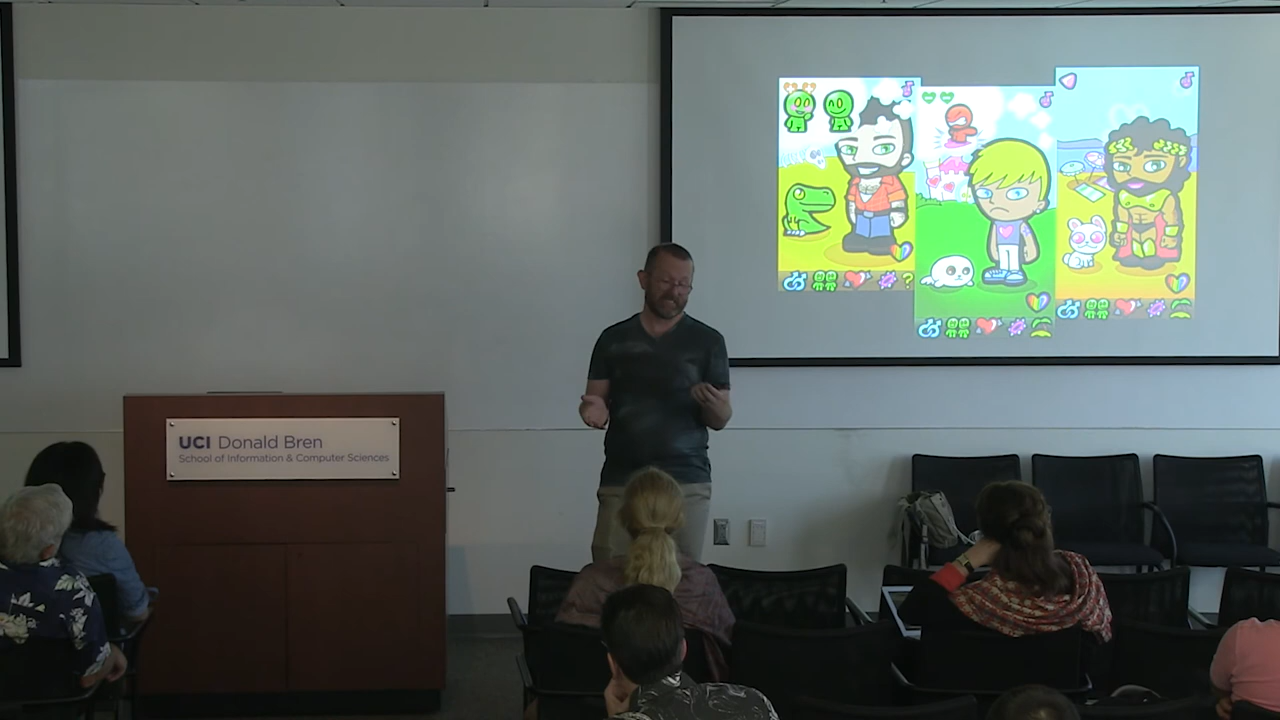 UCI Donald Bren
School of Information & Computer Sciences
?